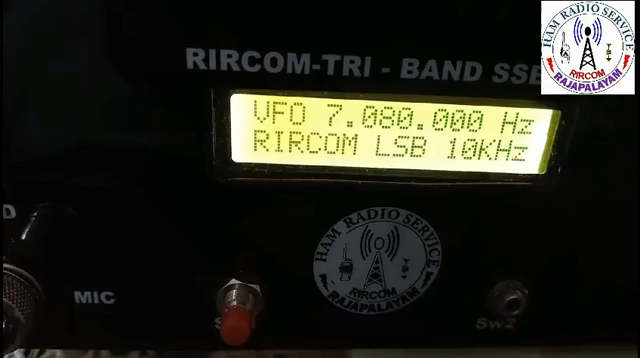 HAM RADIO SERVICE
RIRCOM
RAJAPALAYAM
RIRCOM-TRI - BAND SSB
VFO 7.080.000 Hz
RIRCOM LSB 10KHz
HAM RADIO SERVICE
RIRCOM
RAJAPALAYAM
MIC
Sw2